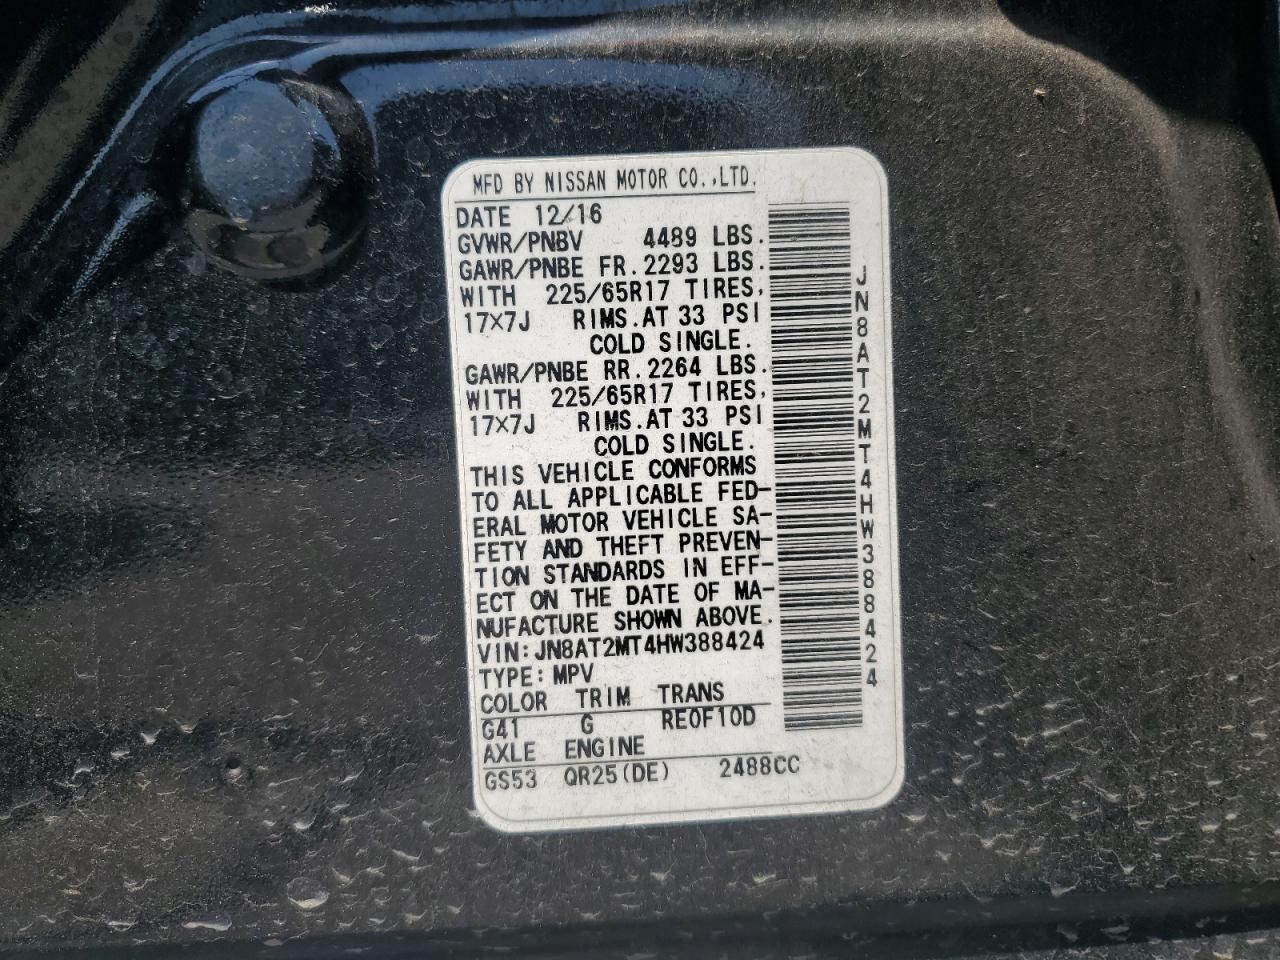 MFD BY NISSAN MOTOR CO.,LTD.
DATE 12/16
GVWR/PNBV 4489 LBS.
GAWR/PNBE FR. 2293 LBS.
WITH 225/65R17 TIRES,
17×7J RIMS. AT 33 PSI
COLD SINGLE.
GAWR/PNBE RR. 2264 LBS.
WITH 225/65R17 TIRES,
17×7J RIMS. AT 33 PSI
COLD SINGLE.
THIS VEHICLE CONFORMS
TO ALL APPLICABLE FED-
ERAL MOTOR VEHICLE SA-
FETY AND THEFT PREVEN-
TION STANDARDS IN EFF-
ECT ON THE DATE OF MA-
NUFACTURE SHOWN ABOVE.
VIN: JN8AT2MT4HW388424
TYPE: MPV
COLOR TRIM TRANS
G41 G RE0F10D
AXLE ENGINE
GS53 QR25(DE) 2488CC
JN8AT2MT4HW388424